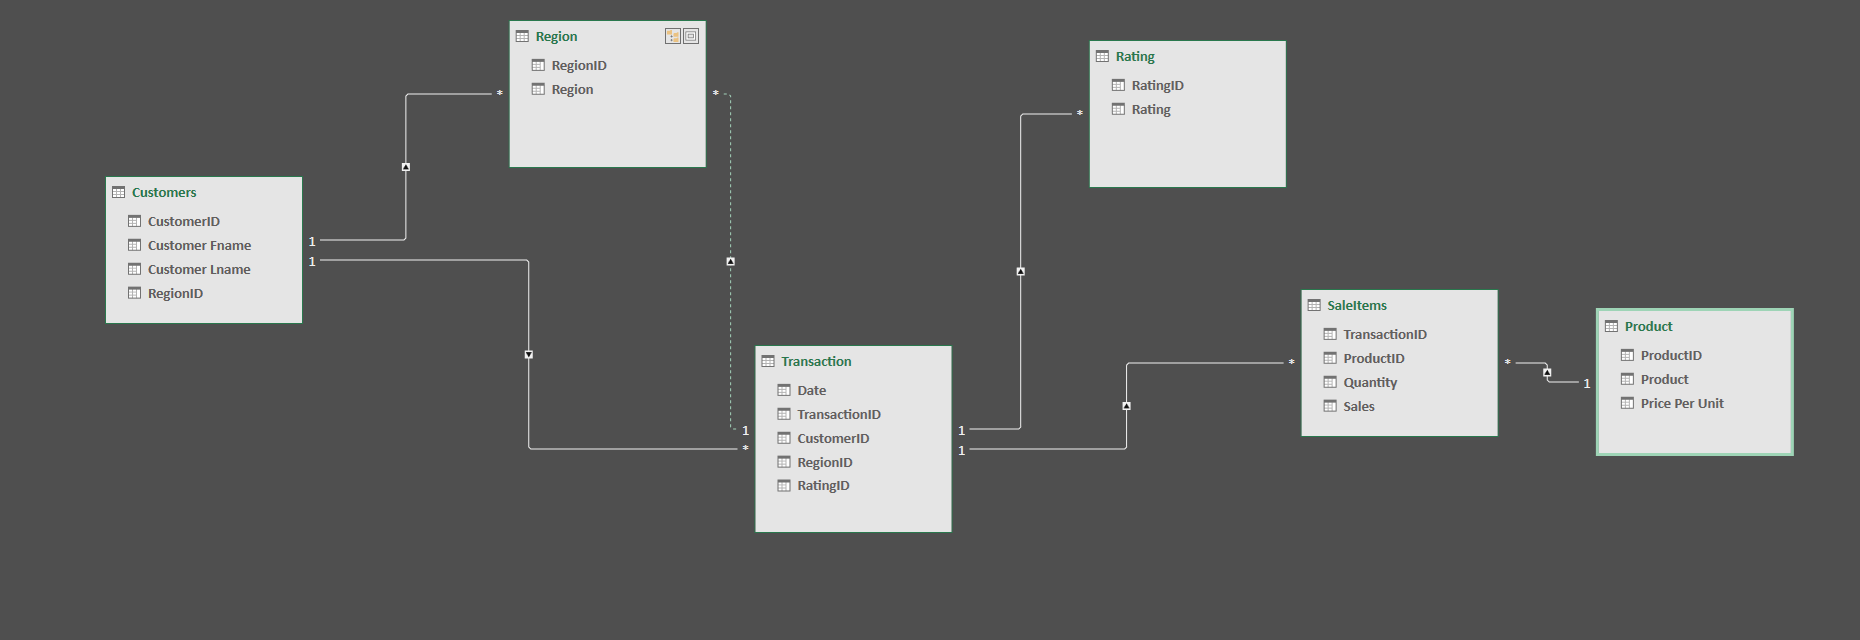 Region
RegionID
Region
*
*
Rating
RatingID
Rating
*
Customers
CustomerID
Customer Fname
Customer Lname
RegionID
1
1
Transaction
Date
TransactionID
CustomerID
RegionID
RatingID
1
*
1
1
SaleItems
TransactionID
ProductID
Quantity
Sales
*
*
Product
ProductID
Product
Price Per Unit
1